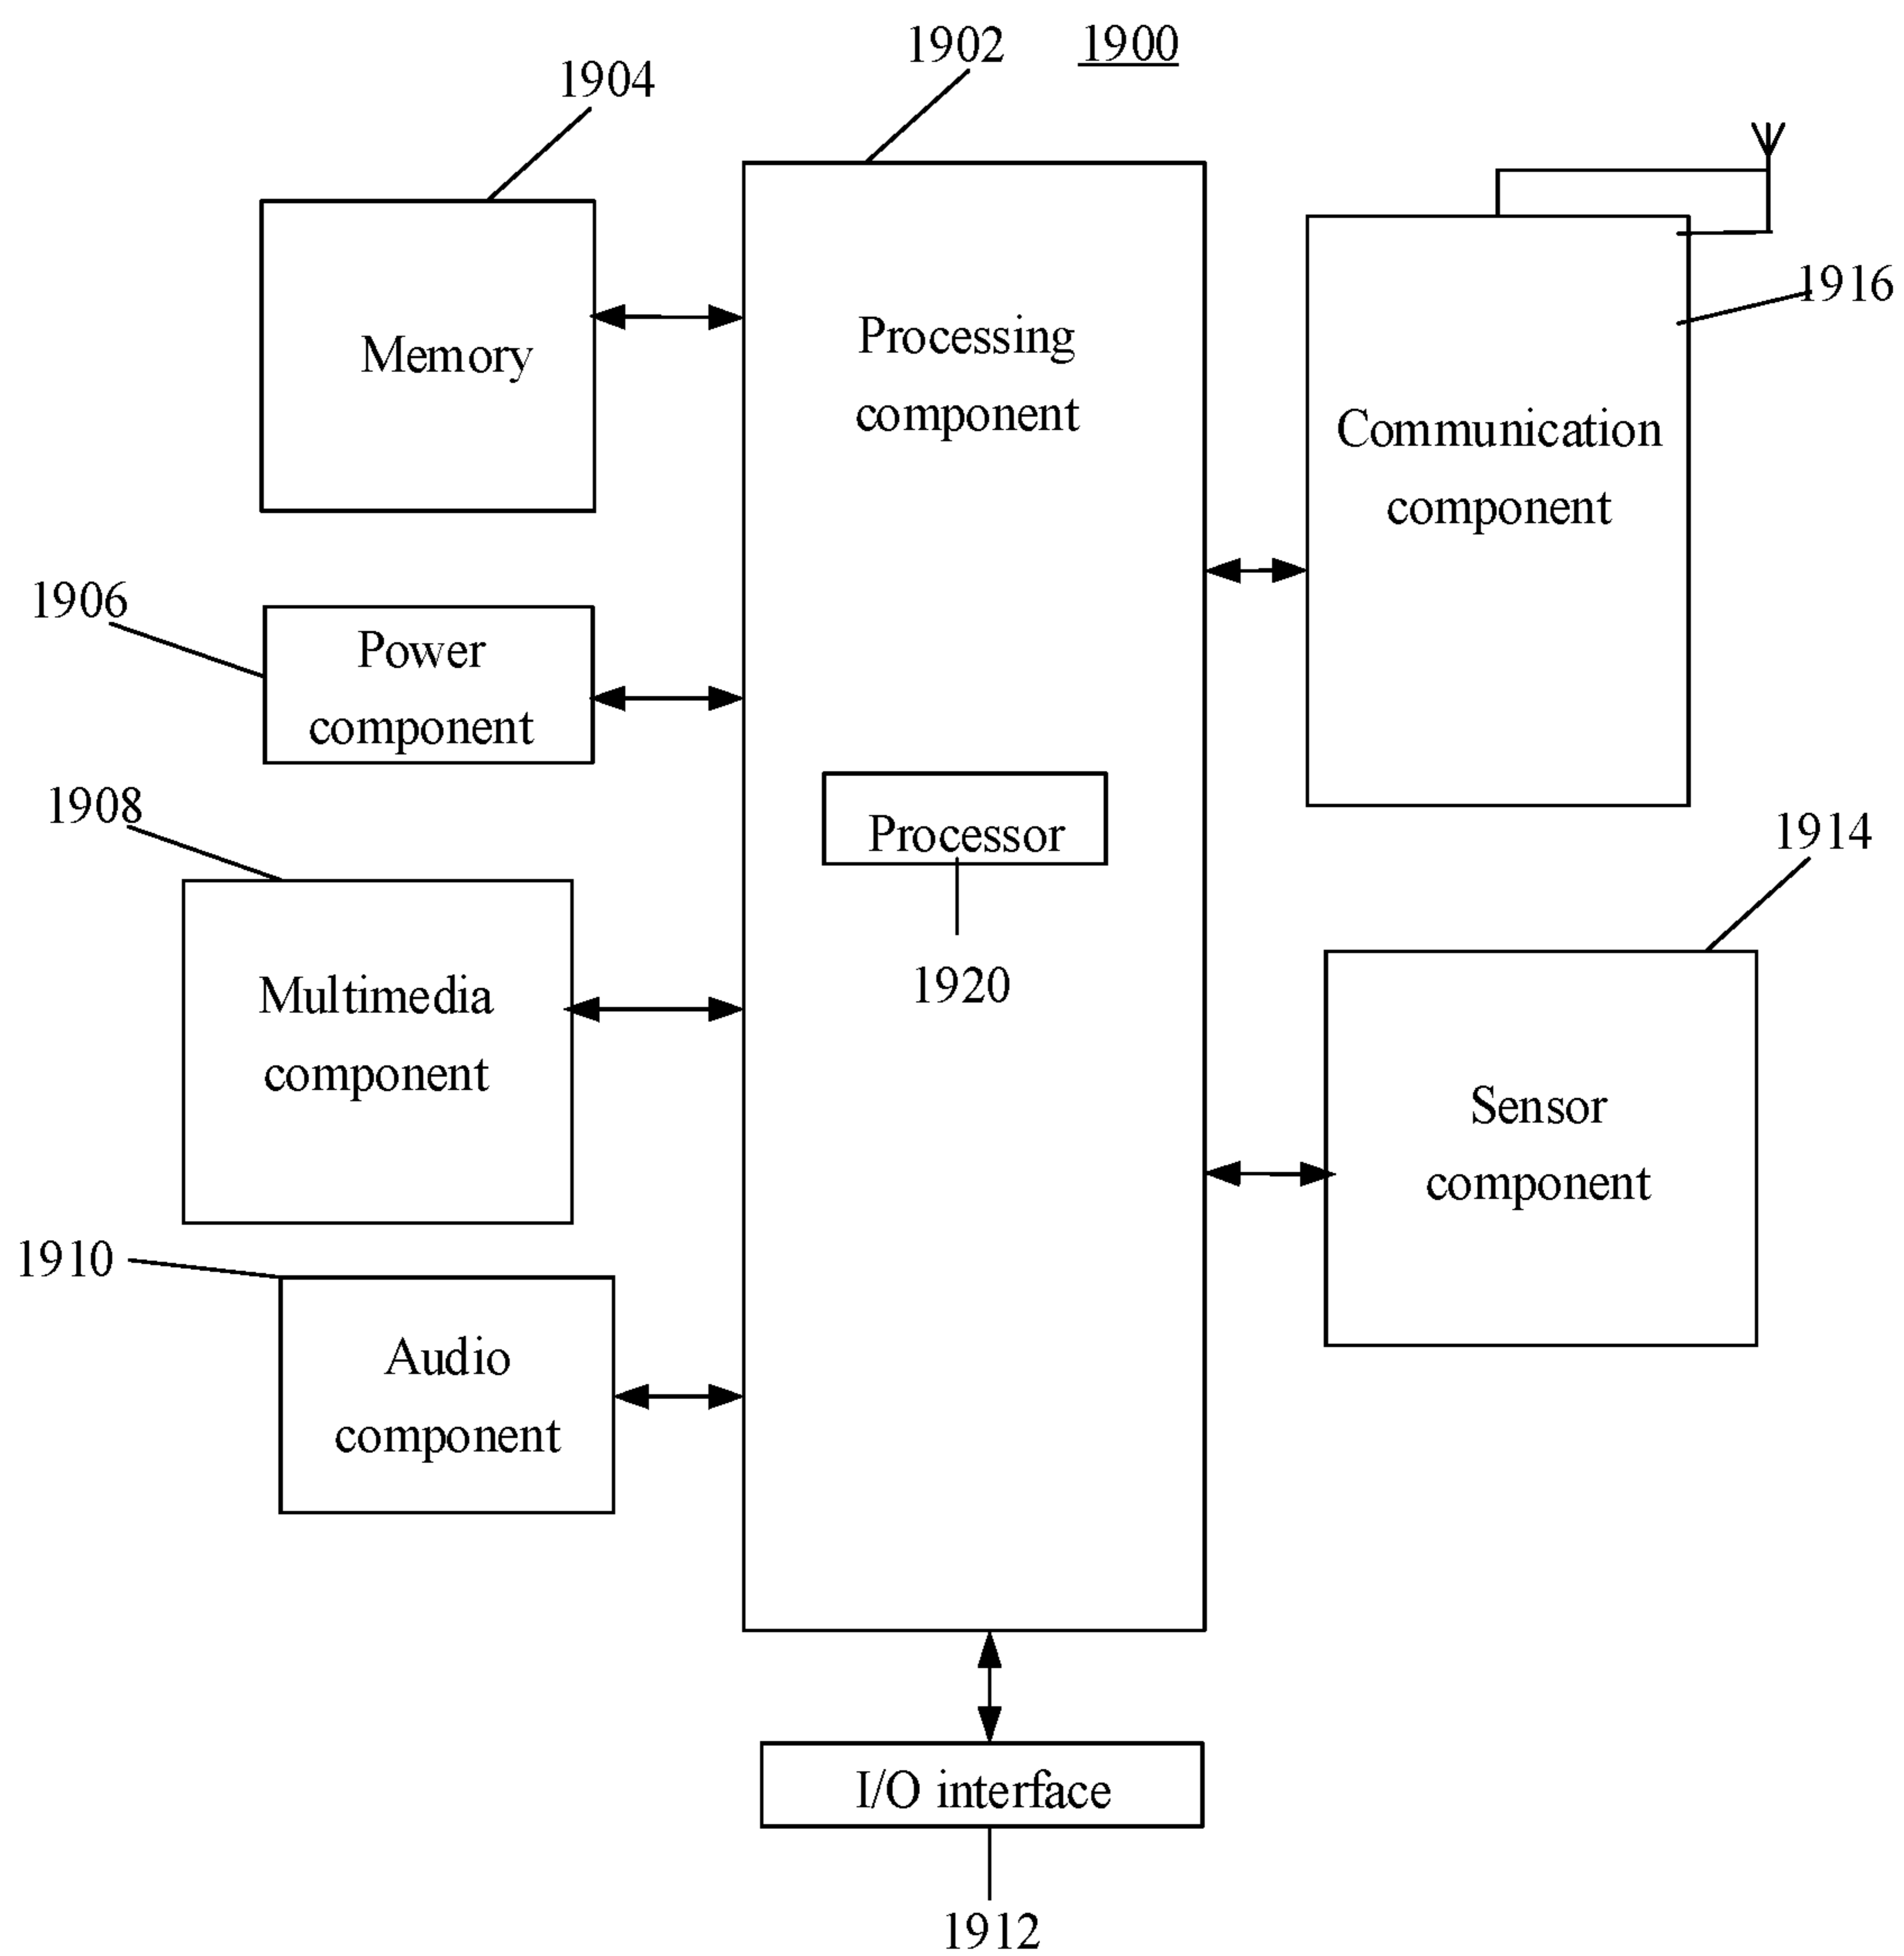 1902
1900
1904
1916
Memory
Processing
component
Communication
component
1906
Power
component
1908
Processor
1914
1920
Multimedia
component
Sensor
component
1910
Audio
component
I/O interface
1912